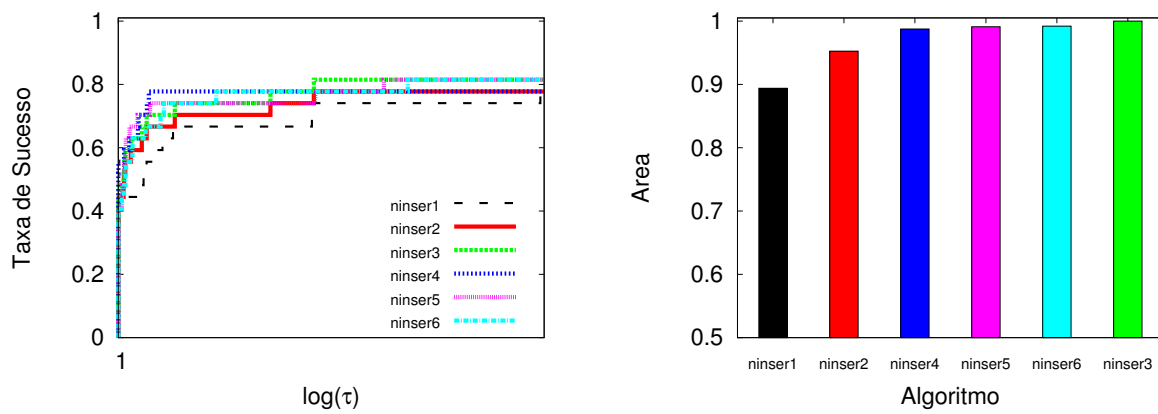 1
0.8
0.6
0.4
0.2
0
Taxa de Sucesso
ninser1
ninser2
ninser3
ninser4
ninser5
ninser6
1
log(τ)
1
0.9
0.8
0.7
0.6
0.5
Area
ninser1 ninser2 ninser4 ninser5 ninser6 ninser3
Algoritmo